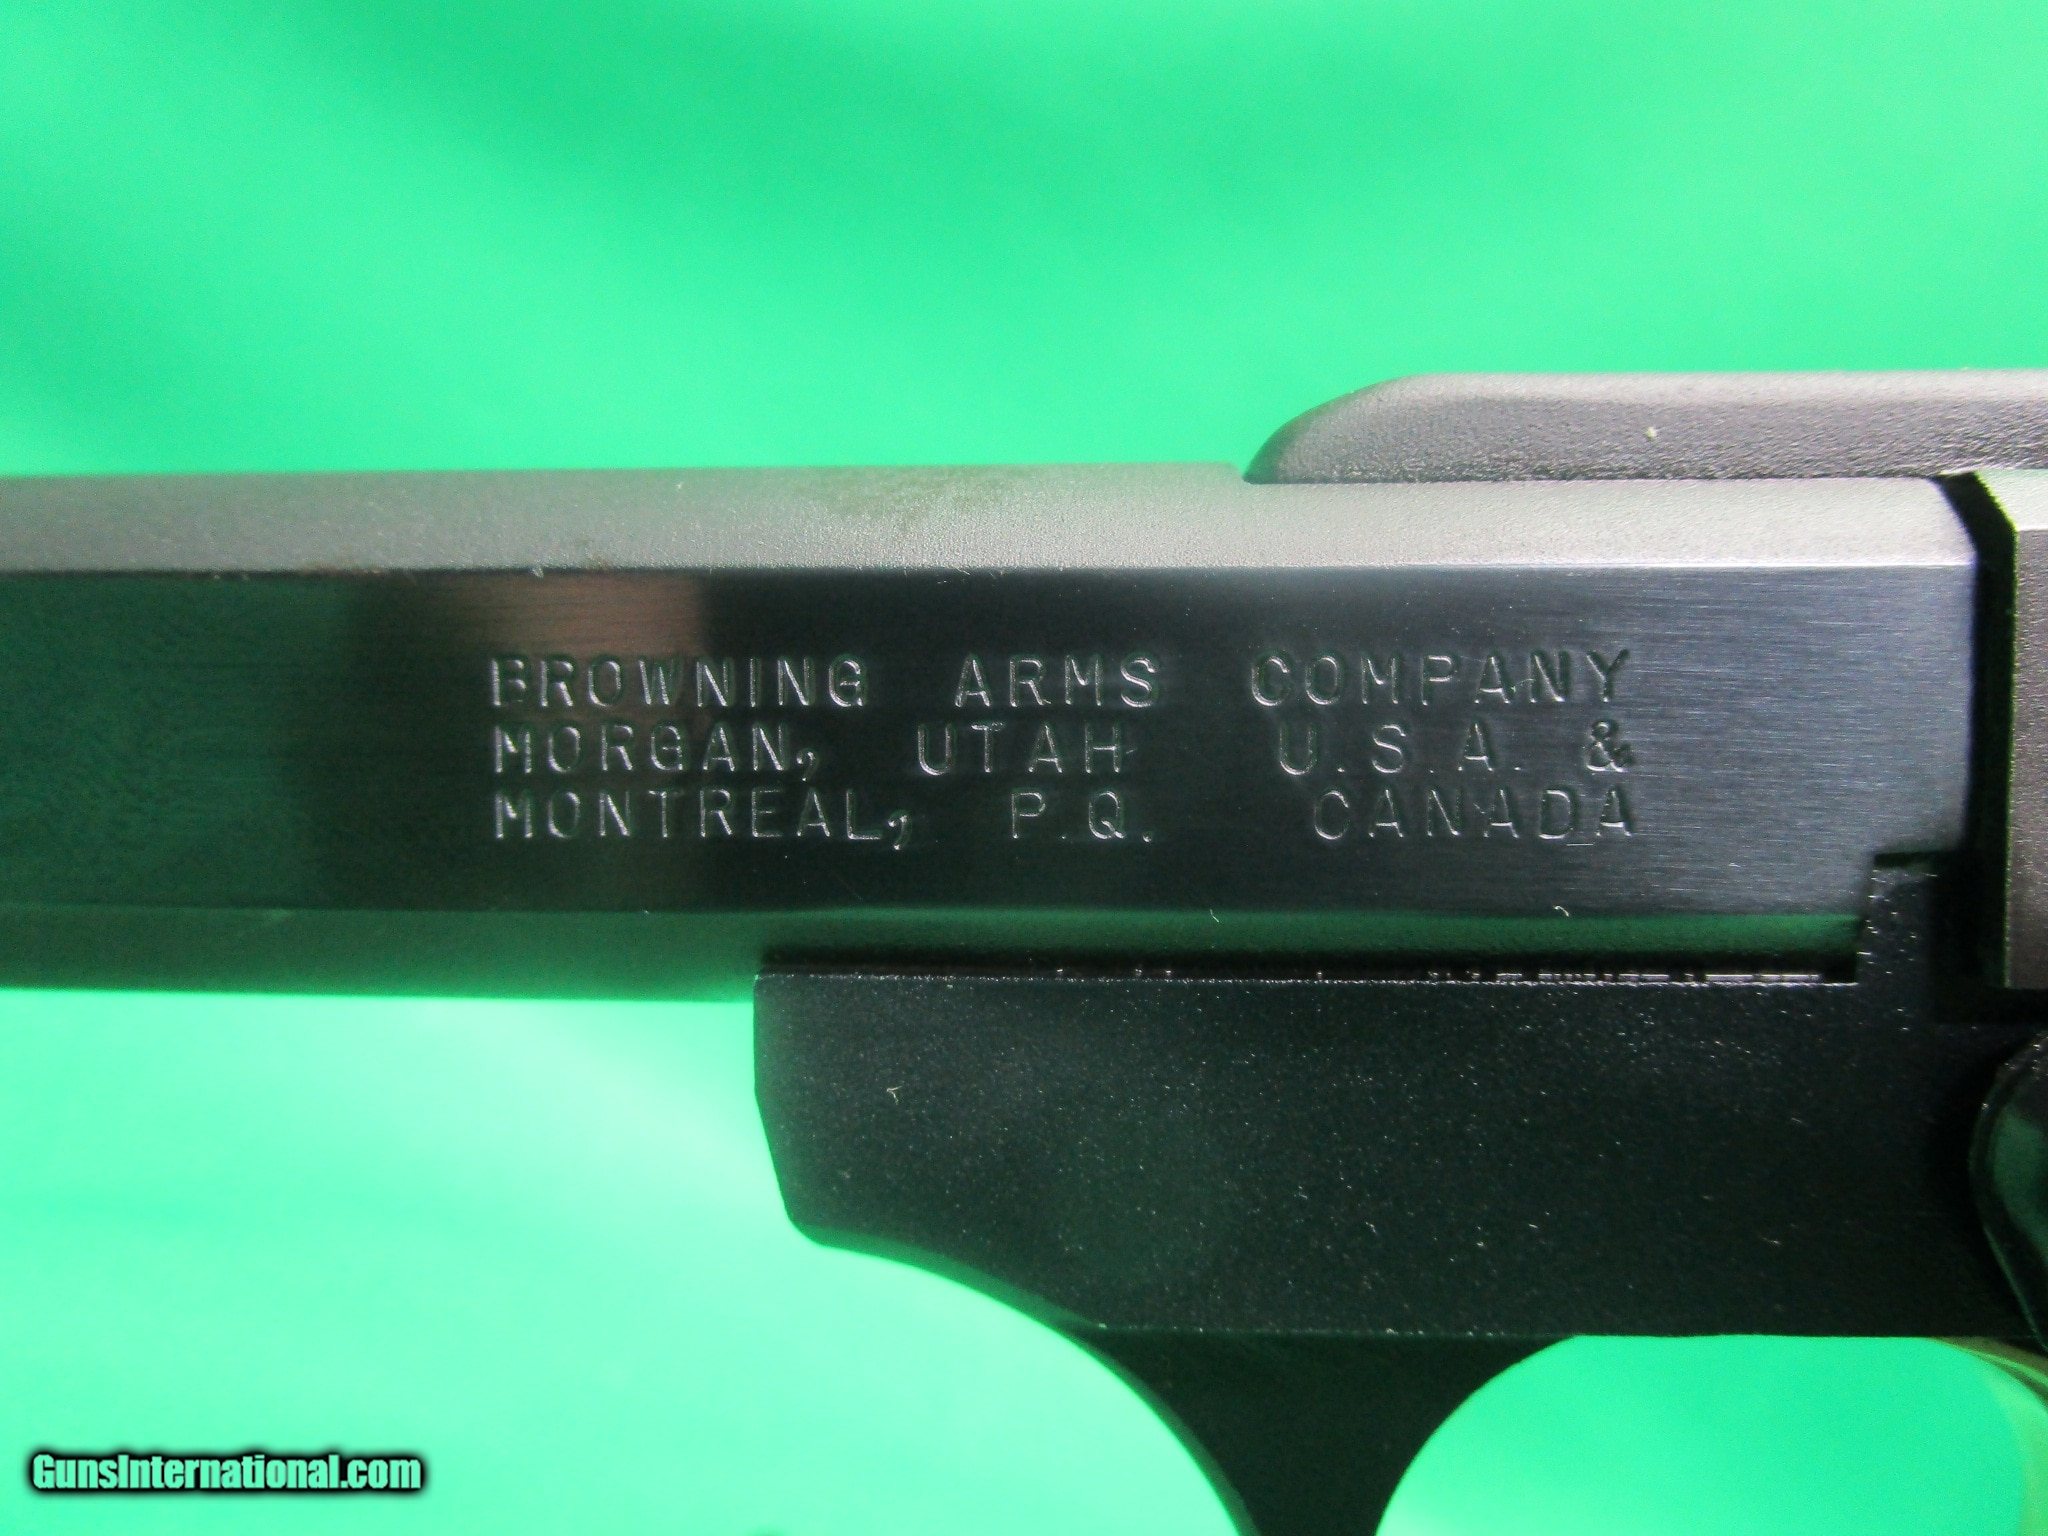 BROWNING ARMS COMPANY
MORGAN, UTAH U.S.A. &
MONTREAL, P.Q. CANADA
GunsInternational.com